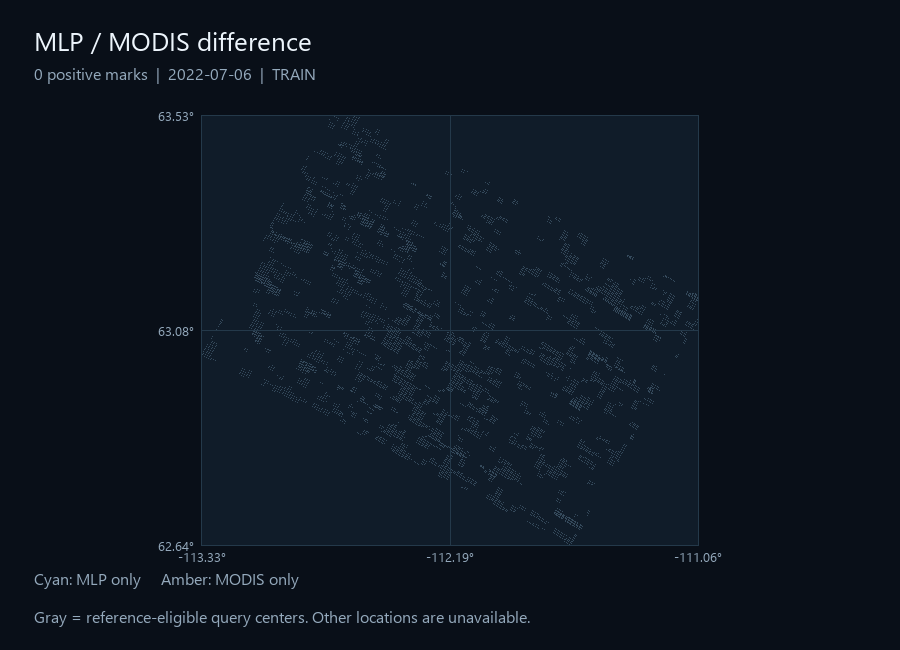 MLP / MODIS difference
0 positive marks | 2022-07-06 | TRAIN
63.53°
63.08°
62.64°
-113.33° -112.19° -111.06°
Cyan: MLP only Amber: MODIS only
Gray = reference-eligible query centers. Other locations are unavailable.